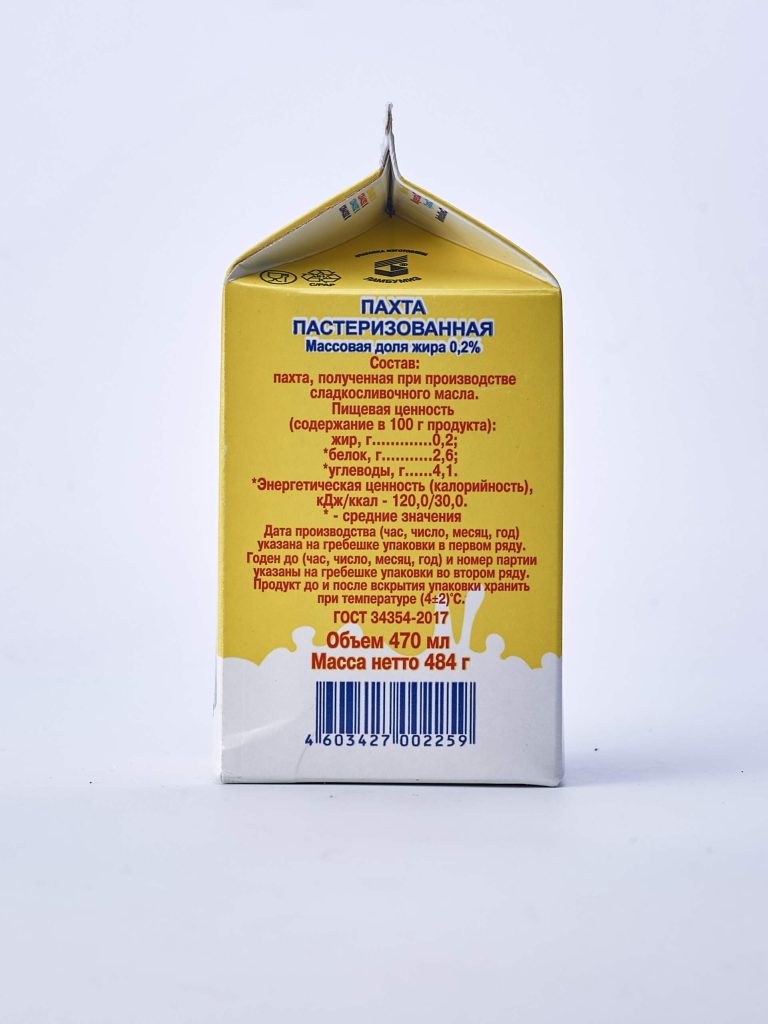 УПАКОВКА ИЗГОТОВЛЕНА
ПАМБУМИЗ
C/PAP
ПАХТА
ПАСТЕРИЗОВАННАЯ
Массовая доля жира 0,2%
Состав:
пахта, полученная при производстве
сладкосливочного масла.
Пищевая ценность
(содержание в 100 г продукта):
жир, г.............0,2;
*белок, г...........2,6;
*углеводы, г......4,1.
*Энергетическая ценность (калорийность),
кДж/ккал - 120,0/30,0.
* - средние значения
Дата производства (час, число, месяц, год)
указана на гребешке упаковки в первом ряду.
Годен до (час, число, месяц, год) и номер партии
указаны на гребешке упаковки во втором ряду.
Продукт до и после вскрытия упаковки хранить
при температуре (4±2)°С.
ГОСТ 34354-2017
Объем 470 мл
Масса нетто 484 г
4 603427 002259